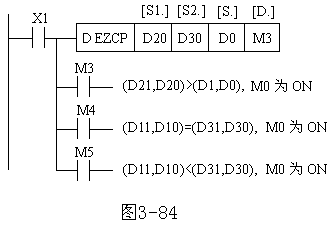 [S1.] [S2.] [S.] [D.]
X1
D EZCP D20 D30 D0 M3
M3
(D21,D20)>(D1,D0), M0 为 ON
M4
(D11,D10)=(D31,D30), M0 为 ON
M5
(D11,D10)<(D31,D30), M0 为 ON
图3-84